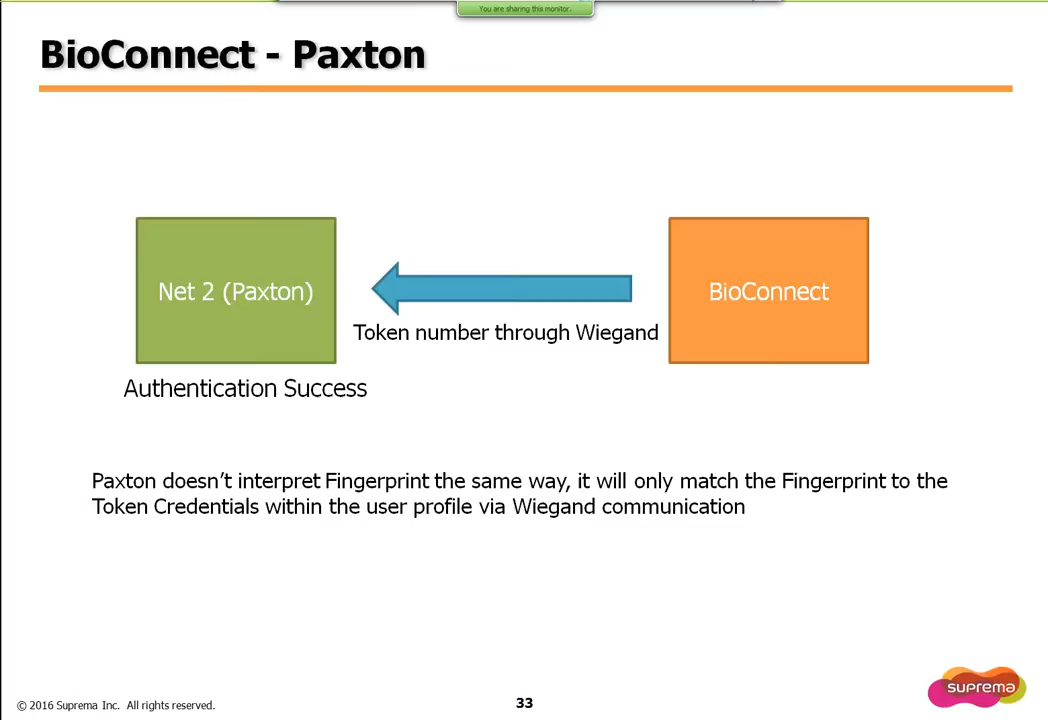 You are sharing this monitor.
BioConnect - Paxton
Net 2 (Paxton)
BioConnect
Token number through Wiegand
Authentication Success
Paxton doesn’t interpret Fingerprint the same way, it will only match the Fingerprint to the
Token Credentials within the user profile via Wiegand communication
© 2016 Suprema Inc. All rights reserved.
33
suprema